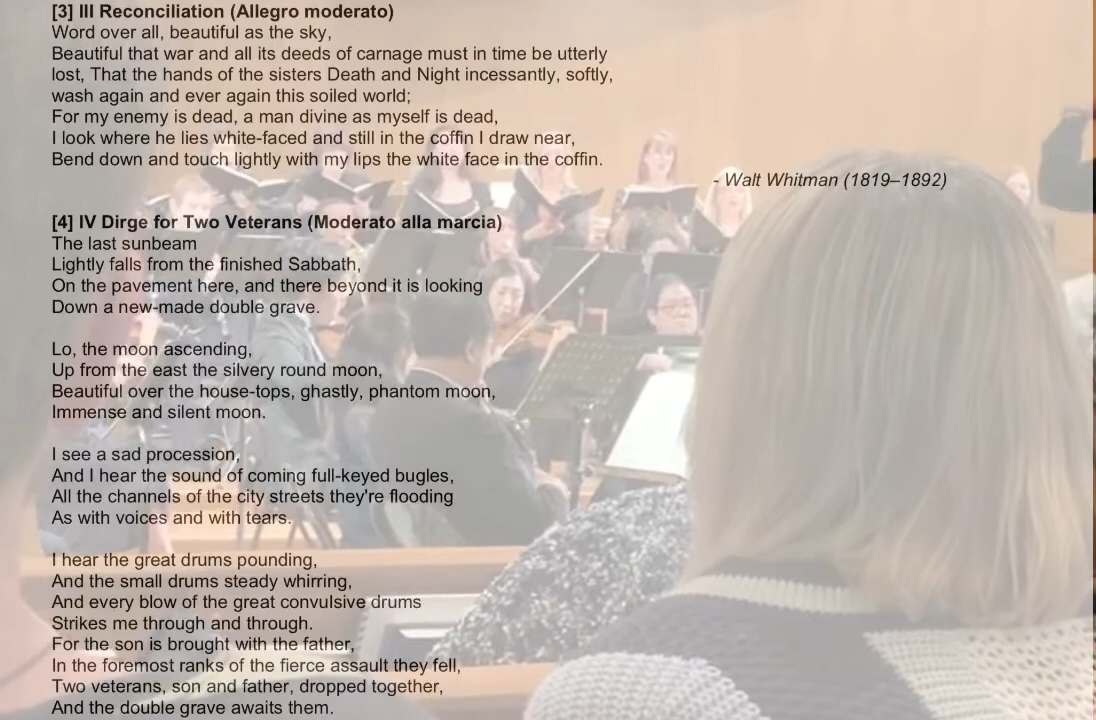 [3] III Reconciliation (Allegro moderato)
Word over all, beautiful as the sky,
Beautiful that war and all its deeds of carnage must in time be utterly
lost, That the hands of the sisters Death and Night incessantly, softly,
wash again and ever again this soiled world;
For my enemy is dead, a man divine as myself is dead,
I look where he lies white-faced and still in the coffin I draw near,
Bend down and touch lightly with my lips the white face in the coffin.
- Walt Whitman (1819–1892)
[4] IV Dirge for Two Veterans (Moderato alla marcia)
The last sunbeam
Lightly falls from the finished Sabbath,
On the pavement here, and there beyond it is looking
Down a new-made double grave.
Lo, the moon ascending,
Up from the east the silvery round moon,
Beautiful over the house-tops, ghastly, phantom moon,
Immense and silent moon.
I see a sad procession,
And I hear the sound of coming full-keyed bugles,
All the channels of the city streets they're flooding
As with voices and with tears.
I hear the great drums pounding,
And the small drums steady whirring,
And every blow of the great convulsive drums
Strikes me through and through.
For the son is brought with the father,
In the foremost ranks of the fierce assault they fell,
Two veterans, son and father, dropped together,
And the double grave awaits them.